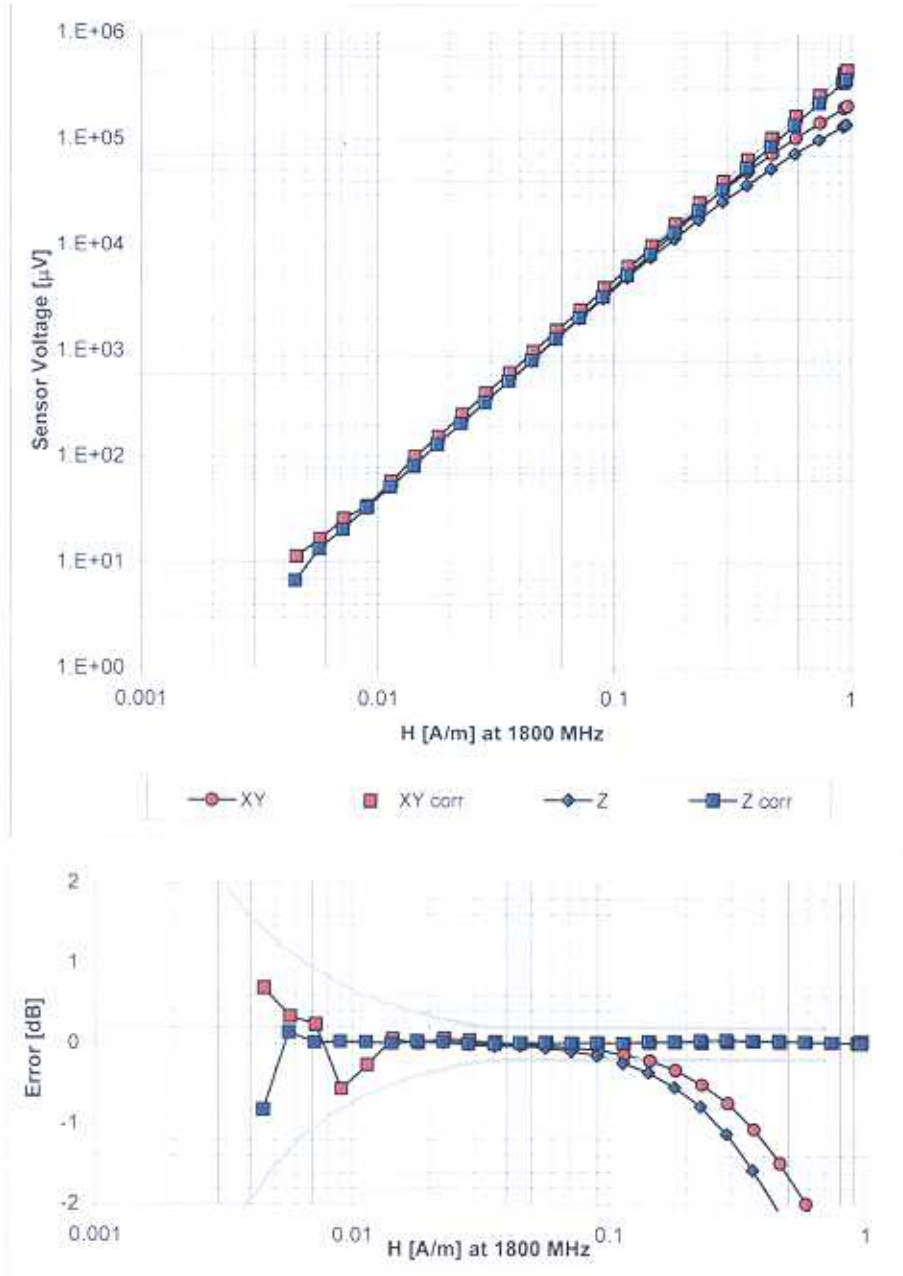 1.E+06
1.E+05
1.E+04
1.E+03
1.E+02
1.E+01
1.E+00
Sensor Voltage [µV]
0.001 0.01 0.1 1
H [A/m] at 1800 MHz
XY XY corr Z Z corr
2
1
0
-1
-2
Error [dB]
0.001 0.01 0.1 1
H [A/m] at 1800 MHz